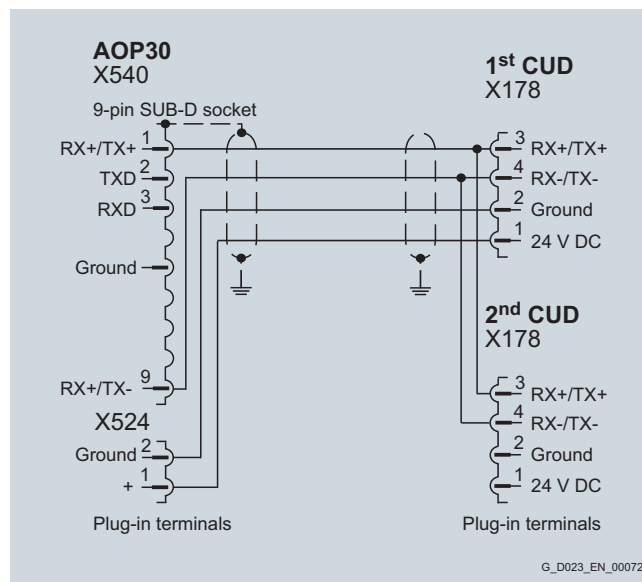 AOP30
X540
9-pin SUB-D socket
1
RX+/TX+
2
TXD
3
RXD
Ground
9
RX+/TX-
X524
2
Ground
1
+
Plug-in terminals
1st CUD
X178
3
RX+/TX+
4
RX-/TX-
2
Ground
1
24 V DC
2nd CUD
X178
3
RX+/TX+
4
RX-/TX-
2
Ground
1
24 V DC
Plug-in terminals
G_D023_EN_00072